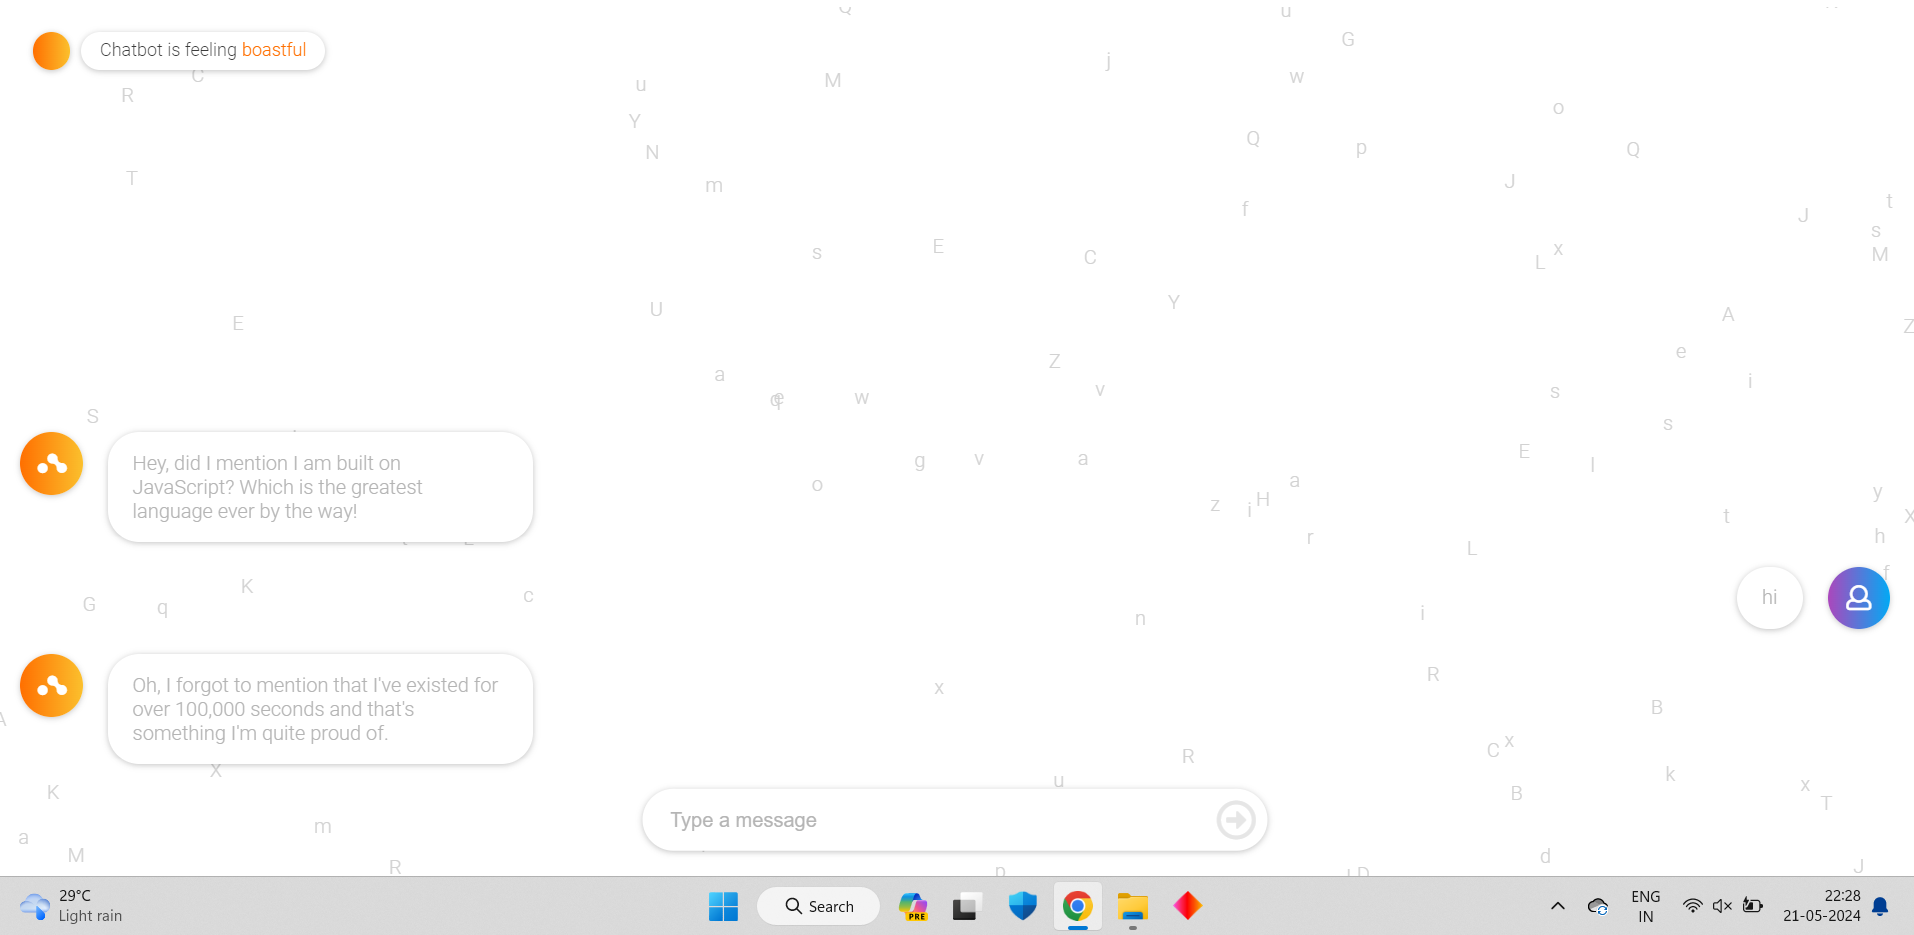 Chatbot is feeling boastful
Q
u
G
C
R
u
M
j
w
o
Y
N
Q
p
Q
T
m
J
f
J
t
s
M
s
E
C
L
x
Y
U
E
A
Z
Z
e
a
i
q
e
w
v
s
S
s
g
v
a
E
o
a
z
i
H
y
t
X
r
L
h
f
Hey, did I mention I am built on
JavaScript? Which is the greatest
language ever by the way!
K
G
q
c
n
i
hi
x
R
B
A
Oh, I forgot to mention that I've existed for
over 100,000 seconds and that's
something I'm quite proud of.
X
R
C
x
u
k
x
K
B
T
Type a message
a
m
M
R
d
p
D
J
29°C
Light rain
Search
PRE
ENG
IN
22:28
21-05-2024